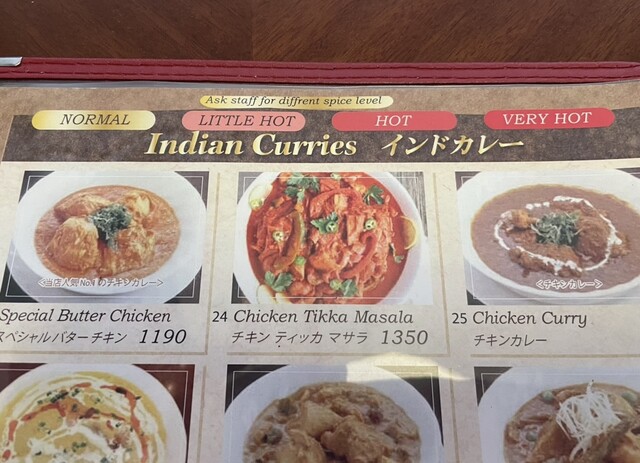 Ask staff for diffrent spice level
NORMAL LITTLE HOT HOT VERY HOT
Indian Curries インドカレー
<当店人気No.1のチキンカレー>
<チキンカレー>
Special Butter Chicken
スペシャルバターチキン 1190
24 Chicken Tikka Masala
チキン ティッカ マサラ 1350
25 Chicken Curry
チキンカレー